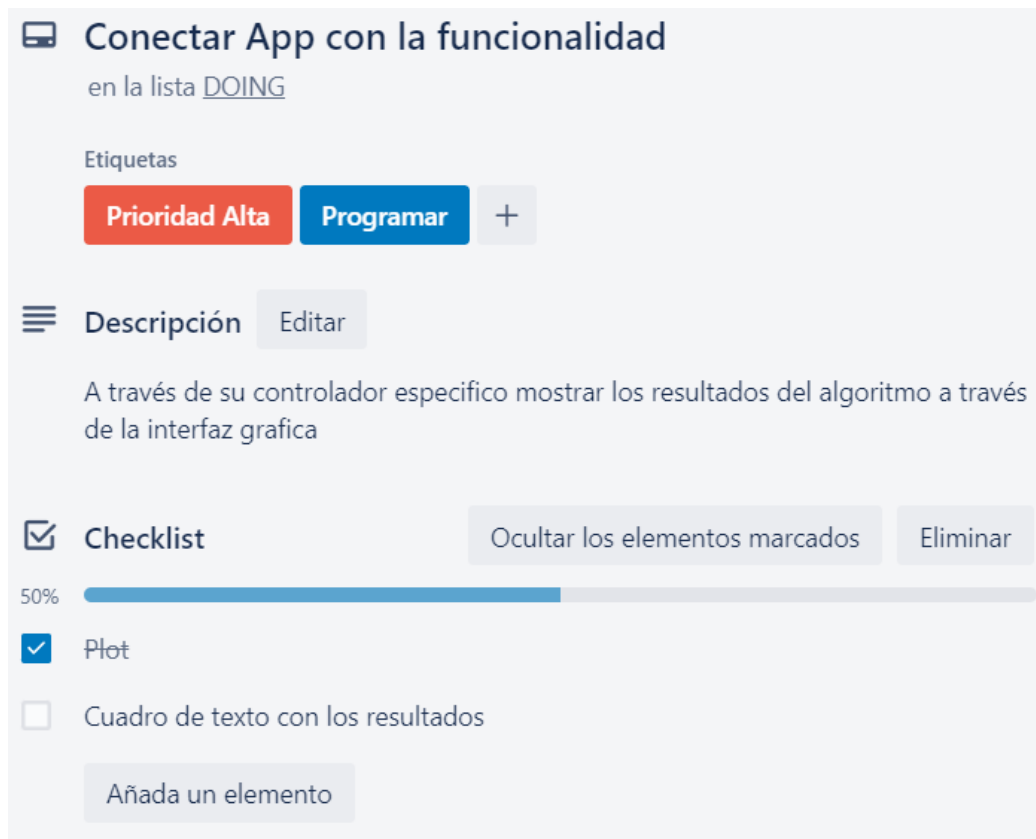 Conectar App con la funcionalidad
en la lista DOING
Etiquetas
Prioridad Alta Programar +
Descripción Editar
A través de su controlador especifico mostrar los resultados del algoritmo a través
de la interfaz grafica
Checklist Ocultar los elementos marcados Eliminar
50%
Plot
Cuadro de texto con los resultados
Añada un elemento